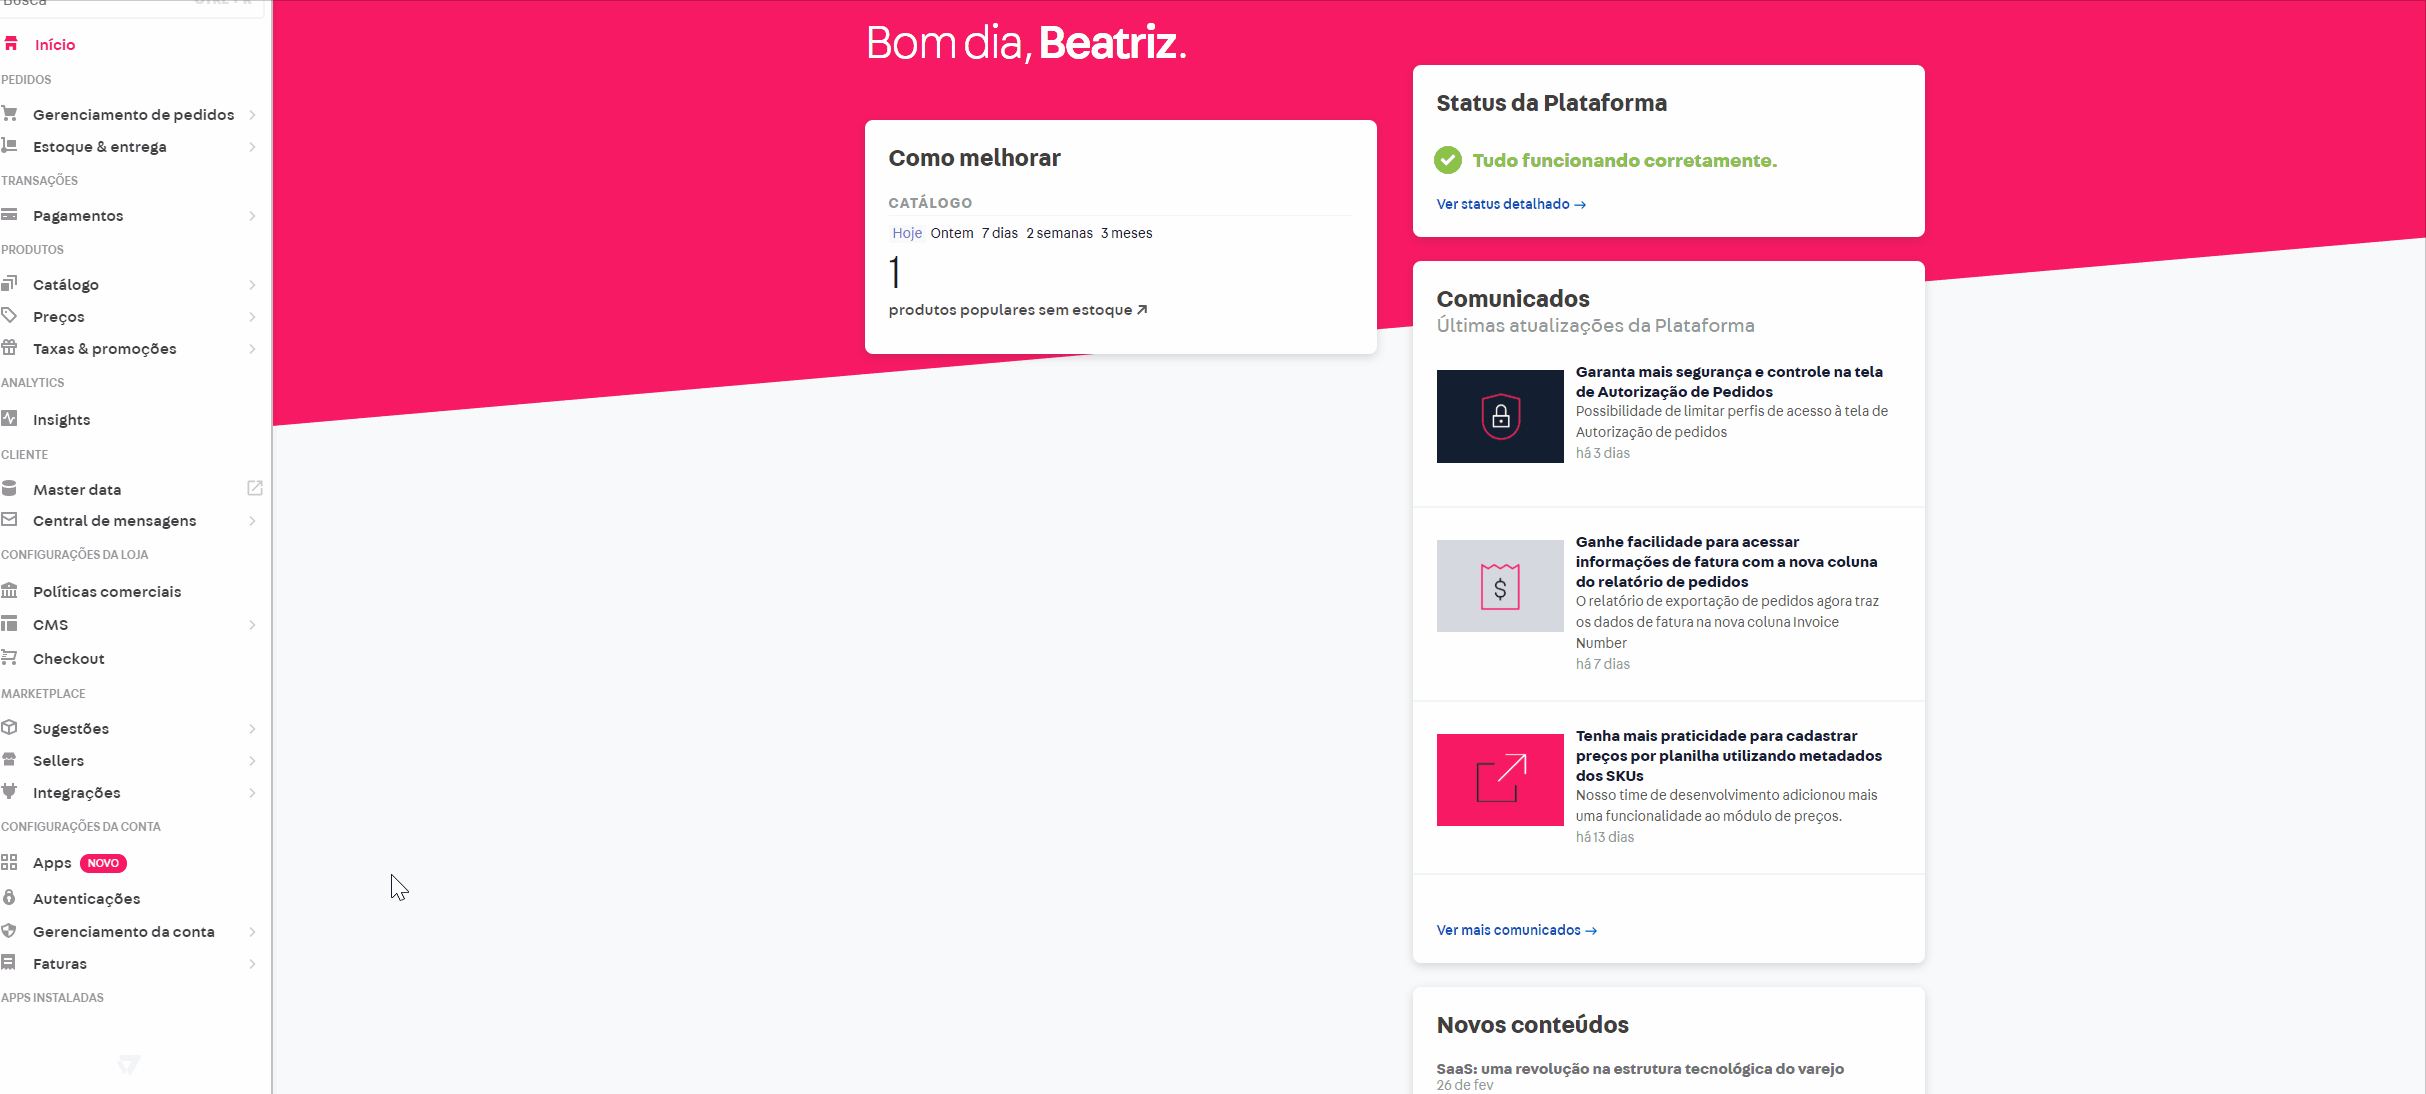 Busca
CTRL + K
Início
PEDIDOS
Gerenciamento de pedidos
Estoque & entrega
TRANSAÇÕES
Pagamentos
PRODUTOS
Catálogo
Preços
Taxas & promoções
ANALYTICS
Insights
CLIENTE
Master data
Central de mensagens
CONFIGURAÇÕES DA LOJA
Políticas comerciais
CMS
Checkout
MARKETPLACE
Sugestões
Sellers
Integrações
CONFIGURAÇÕES DA CONTA
Apps NOVO
Autenticações
Gerenciamento da conta
Faturas
APPS INSTALADAS
Bom dia, Beatriz.
Como melhorar
CATÁLOGO
Hoje Ontem 7 dias 2 semanas 3 meses
1
produtos populares sem estoque
Status da Plataforma
Tudo funcionando corretamente.
Ver status detalhado →
Comunicados
Últimas atualizações da Plataforma
Garanta mais segurança e controle na tela
de Autorização de Pedidos
Possibilidade de limitar perfis de acesso à tela de
Autorização de pedidos
há 3 dias
$
Ganhe facilidade para acessar
informações de fatura com a nova coluna
do relatório de pedidos
O relatório de exportação de pedidos agora traz
os dados de fatura na nova coluna Invoice
Number
há 7 dias
Tenha mais praticidade para cadastrar
preços por planilha utilizando metadados
dos SKUs
Nosso time de desenvolvimento adicionou mais
uma funcionalidade ao módulo de preços.
há 13 dias
Ver mais comunicados →
Novos conteúdos
SaaS: uma revolução na estrutura tecnológica do varejo
26 de fev